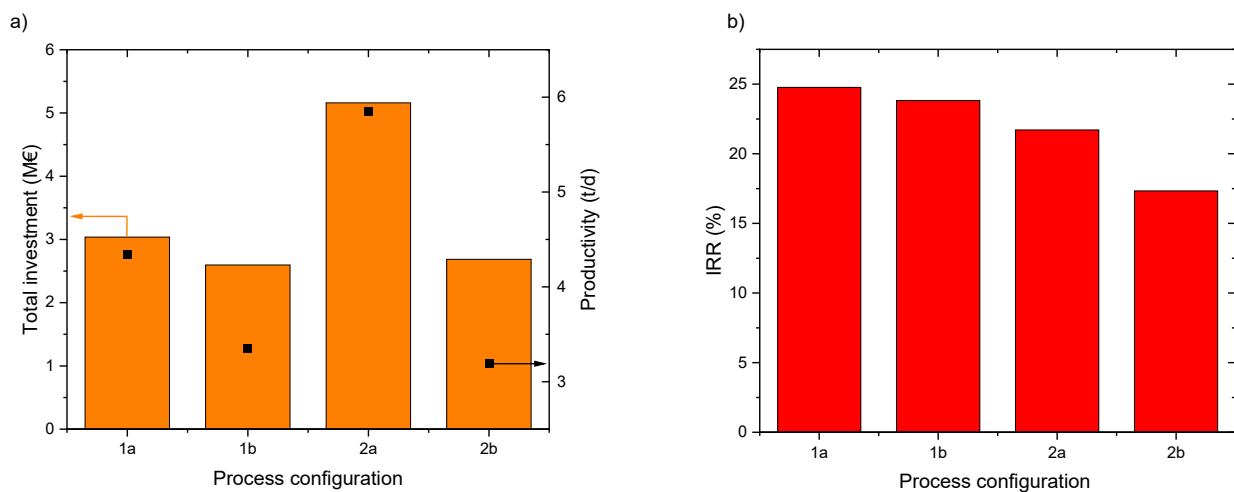 a)
6
5
4
3
2
1
0
Total investment (M€)
6
5
4
3
Productivity (t/d)
1a 1b 2a 2b
Process configuration
b)
25
20
15
10
5
0
IRR (%)
1a 1b 2a 2b
Process configuration